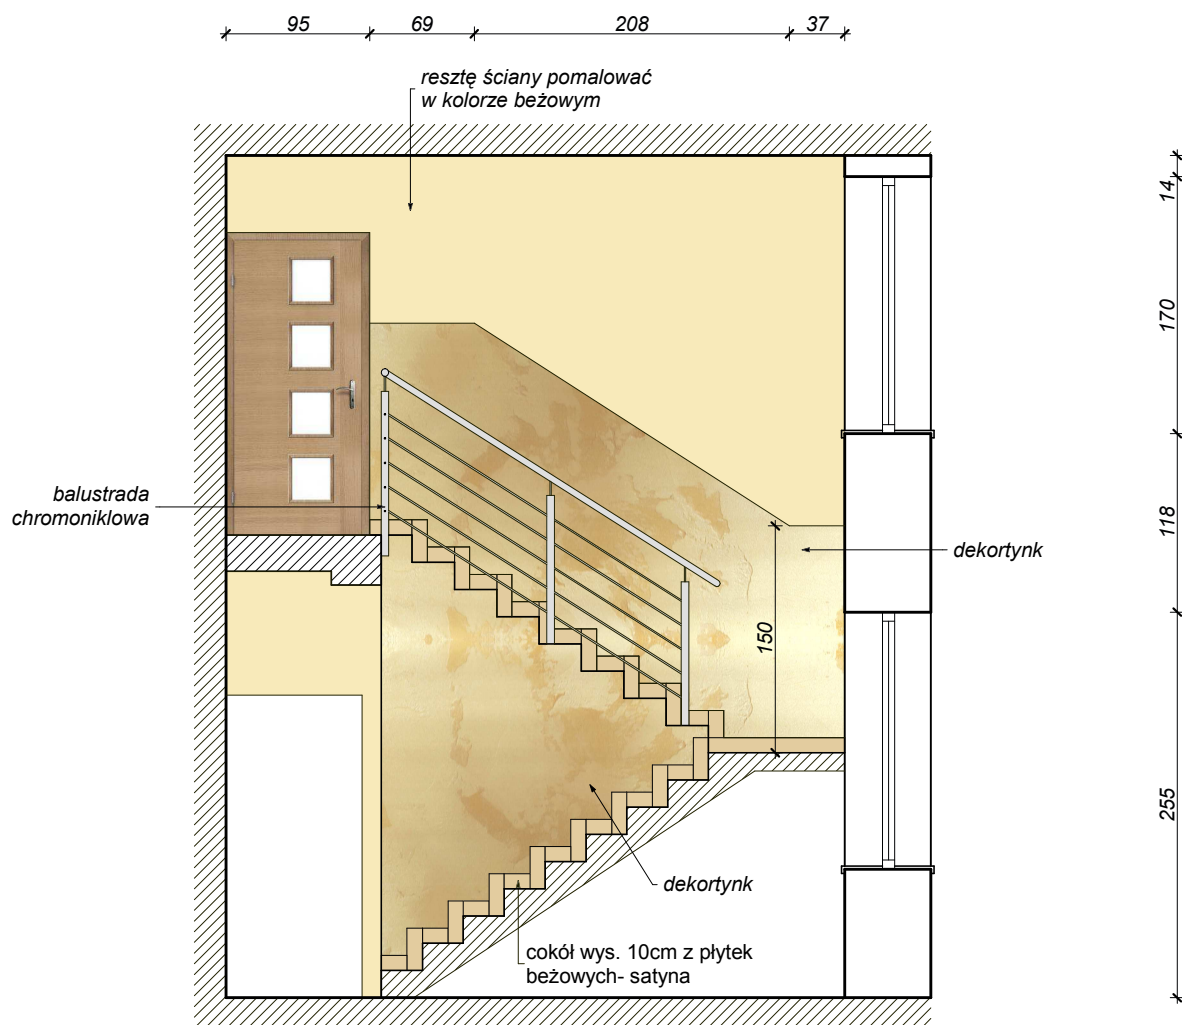 95
69
208
37
resztę ściany pomalować
w kolorze beżowym
14
170
balustrada
chromoniklowa
118
dekortynk
150
255
dekortynk
cokół wys. 10cm z płytek
beżowych- satyna